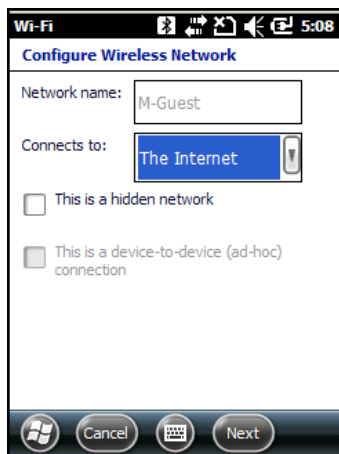 Wi-Fi 5:08
Configure Wireless Network
Network name: M-Guest
Connects to: The Internet
This is a hidden network
This is a device-to-device (ad-hoc)
connection
Cancel Next